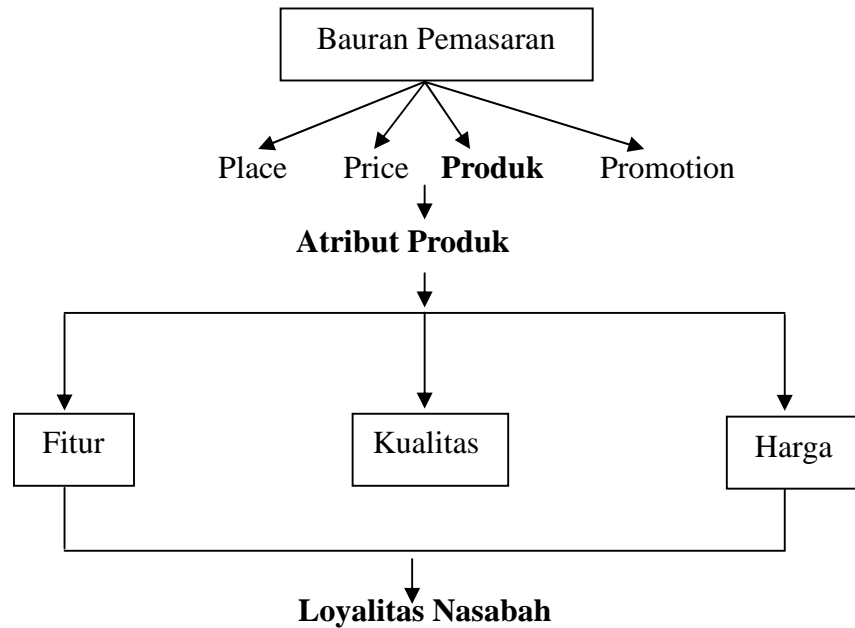 Bauran Pemasaran
Place Price Produk Promotion
Atribut Produk
Fitur Kualitas Harga
Loyalitas Nasabah